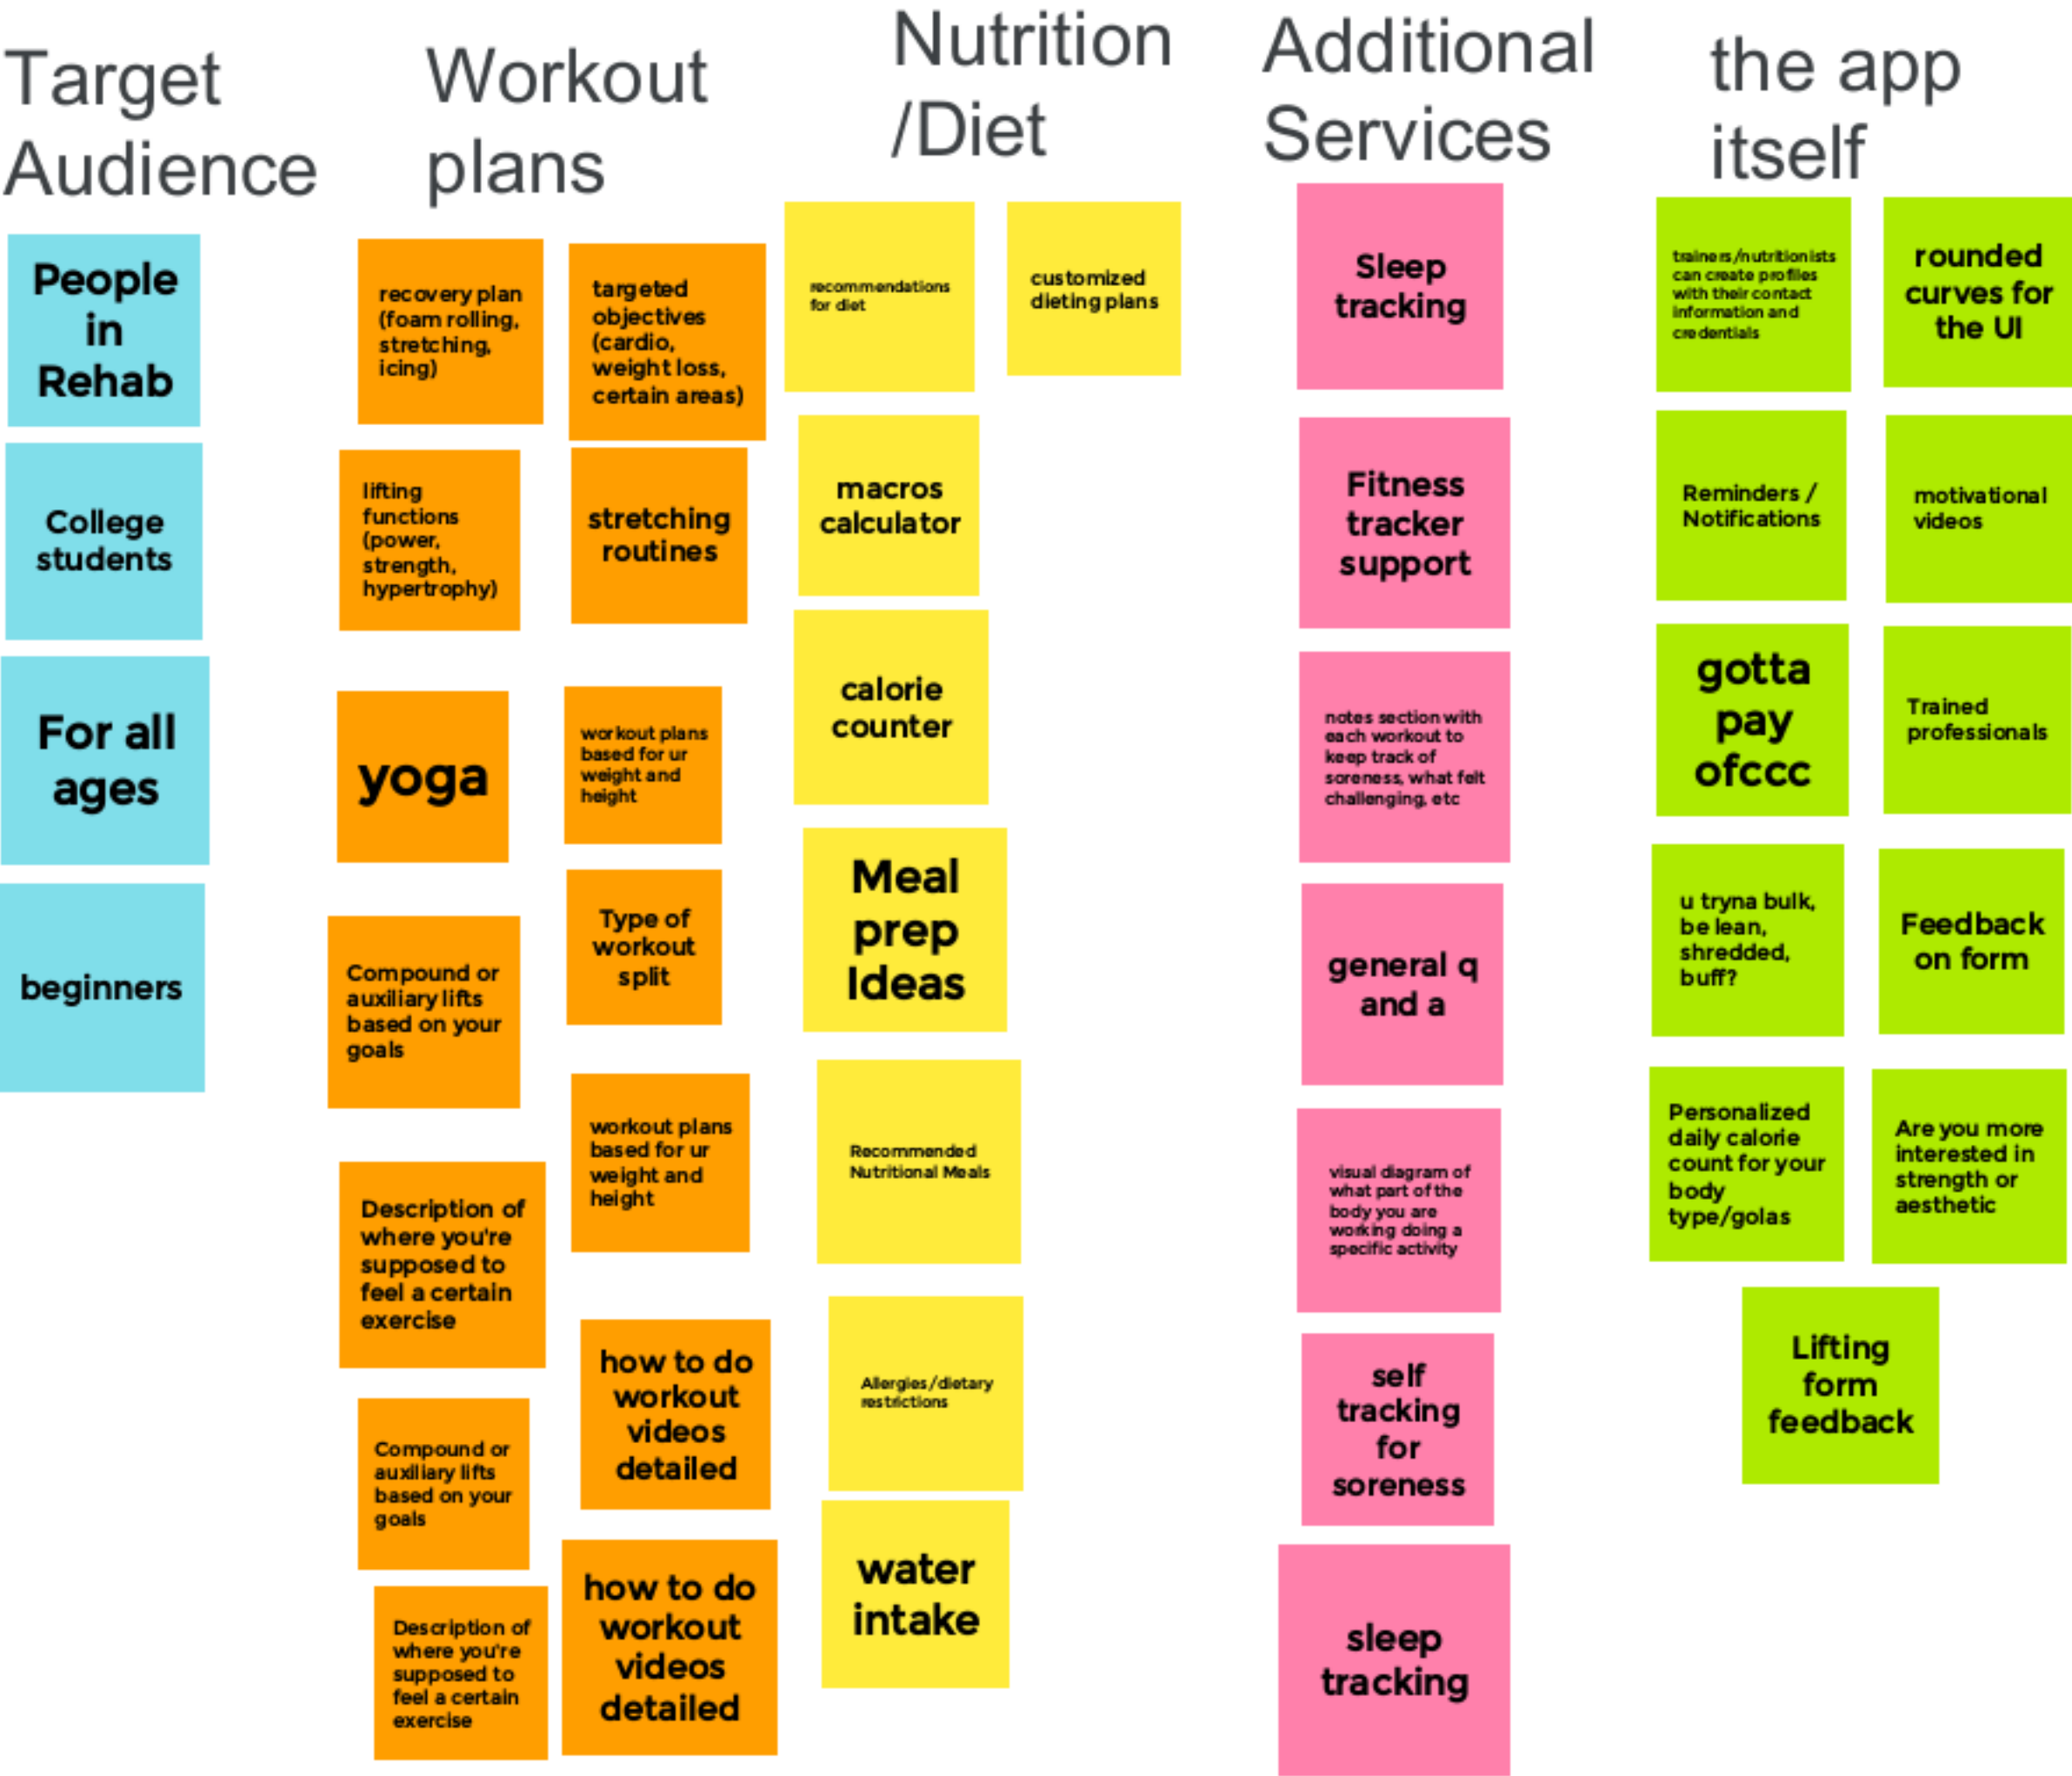 Target
Audience
People
in
Rehab
College
students
For all
ages
beginners
Workout
plans
recovery plan
(foam rolling,
stretching,
icing)
targeted
objectives
(cardio,
weight loss,
certain areas)
lifting
functions
(power,
strength,
hypertrophy)
stretching
routines
yoga
workout plans
based for ur
weight and
height
Compound or
auxiliary lifts
based on your
goals
Type of
workout
split
workout plans
based for ur
weight and
height
Description of
where you're
supposed to
feel a certain
exercise
how to do
workout
videos
detailed
Compound or
auxiliary lifts
based on your
goals
Description of
where you're
supposed to
feel a certain
exercise
how to do
workout
videos
detailed
Nutrition
/Diet
recommendations
for diet
customized
dieting plans
macros
calculator
calorie
counter
Meal
prep
Ideas
Recommended
Nutritional Meals
Allergies/dietary
restrictions
water
intake
Additional
Services
Sleep
tracking
Fitness
tracker
support
notes section with
each workout to
keep track of
soreness, what felt
challenging, etc
general q
and a
visual diagram of
what part of the
body you are
working doing a
specific activity
self
tracking
for
soreness
sleep
tracking
the app
itself
trainers/nutritionists
can create profiles
with their contact
information and
credentials
rounded
curves for
the UI
Reminders /
Notifications
motivational
videos
gotta
pay
ofccc
Trained
professionals
u tryna bulk,
be lean,
shredded,
buff?
Feedback
on form
Personalized
daily calorie
count for your
body
type/golas
Are you more
interested in
strength or
aesthetic
Lifting
form
feedback